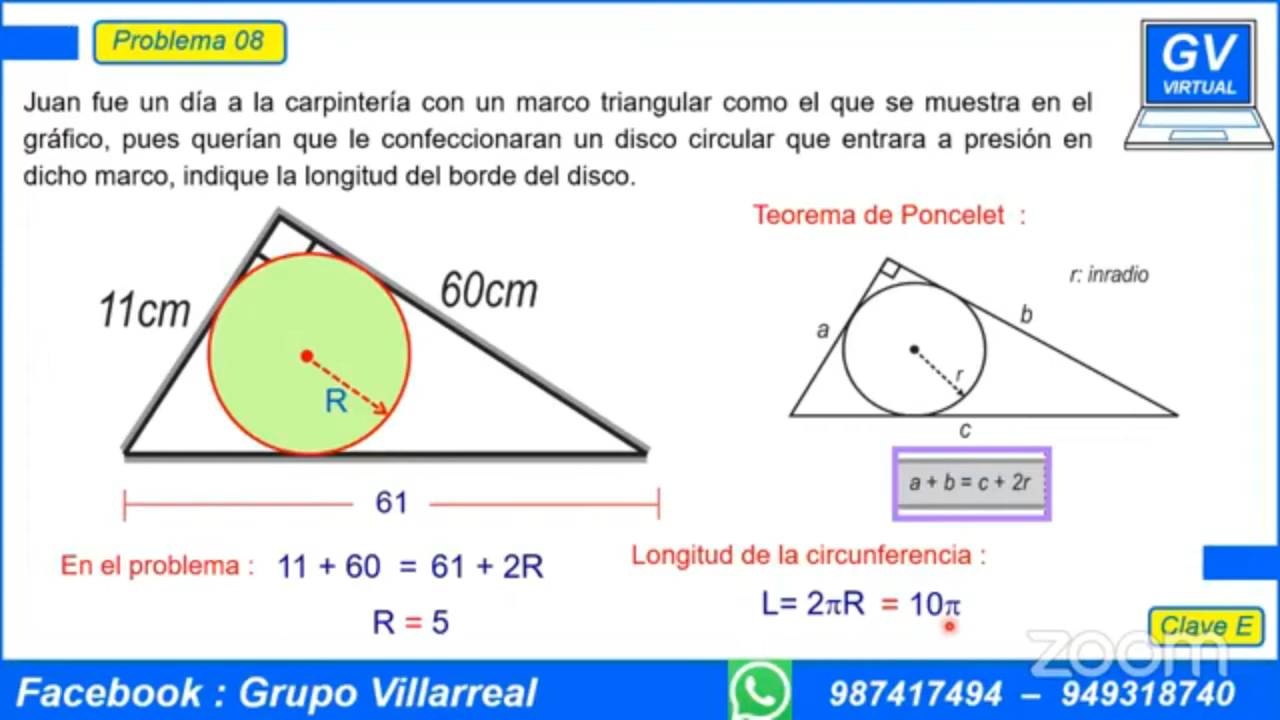 Problema 08
GV
VIRTUAL
Juan fue un día a la carpintería con un marco triangular como el que se muestra en el
gráfico, pues querían que le confeccionaran un disco circular que entrara a presión en
dicho marco, indique la longitud del borde del disco.
Teorema de Poncelet :
r: inradio
11cm
60cm
R
a
b
r
c
61
a + b = c + 2r
En el problema : 11 + 60 = 61 + 2R
R = 5
Longitud de la circunferencia :
L= 2πR = 10π
Clave E
zoom
Facebook : Grupo Villarreal
987417494 – 949318740